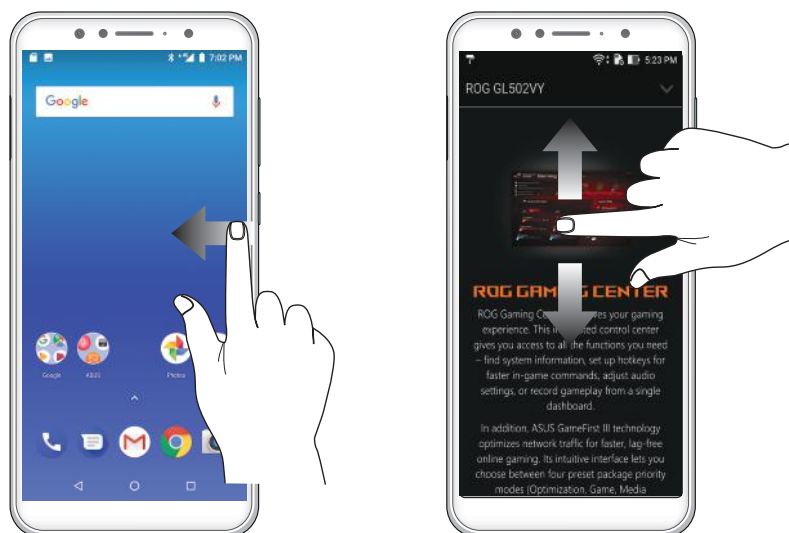 7:02 PM
Google
Google
ASUS
Photos
5:23 PM
ROG GL502VY
ROG GAM G CENTER
ROG Gaming Ce ves your gaming
experience. This in ted control center
gives you access to all the functions you need
– find system information, set up hotkeys for
faster in-game commands, adjust audio
settings, or record gameplay from a single
dashboard.
In addition, ASUS GameFirst III technology
optimizes network traffic for faster, lag-free
online gaming. Its intuitive interface lets you
choose between four preset package priority
modes (Optimization, Game, Media